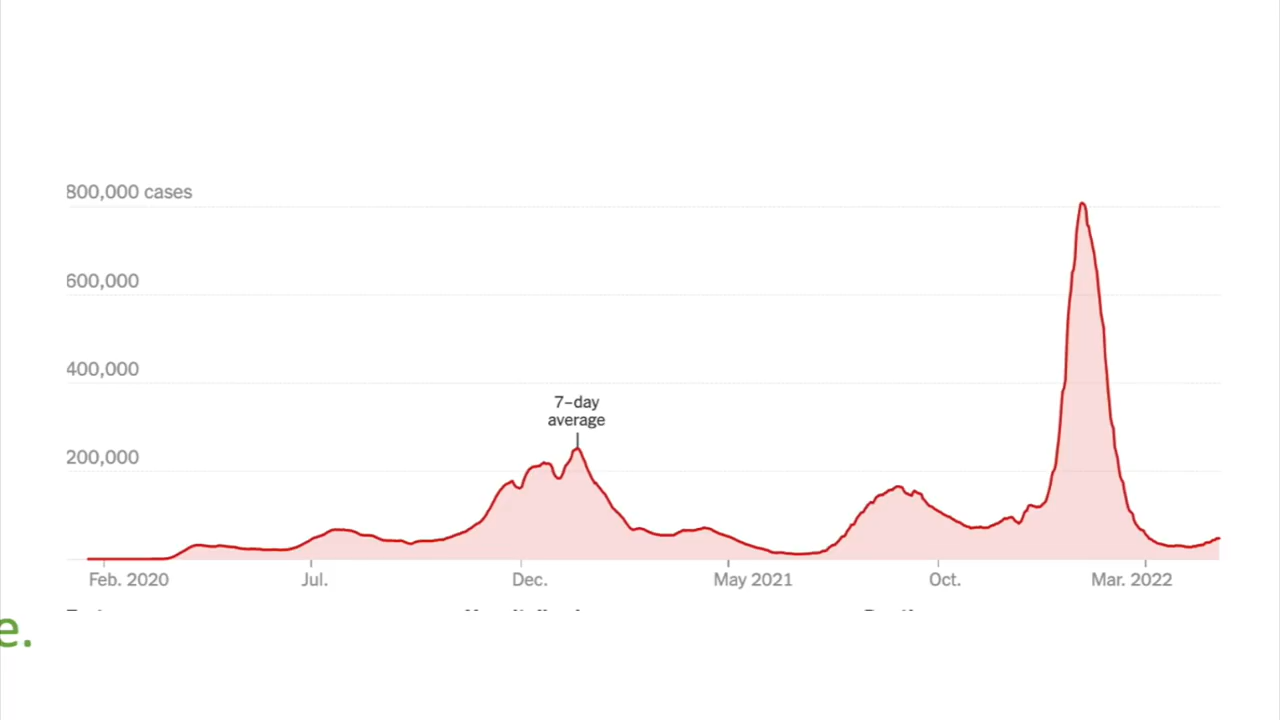 800,000 cases
600,000
400,000
7-day
average
200,000
Feb. 2020 Jul. Dec. May 2021 Oct. Mar. 2022
e.